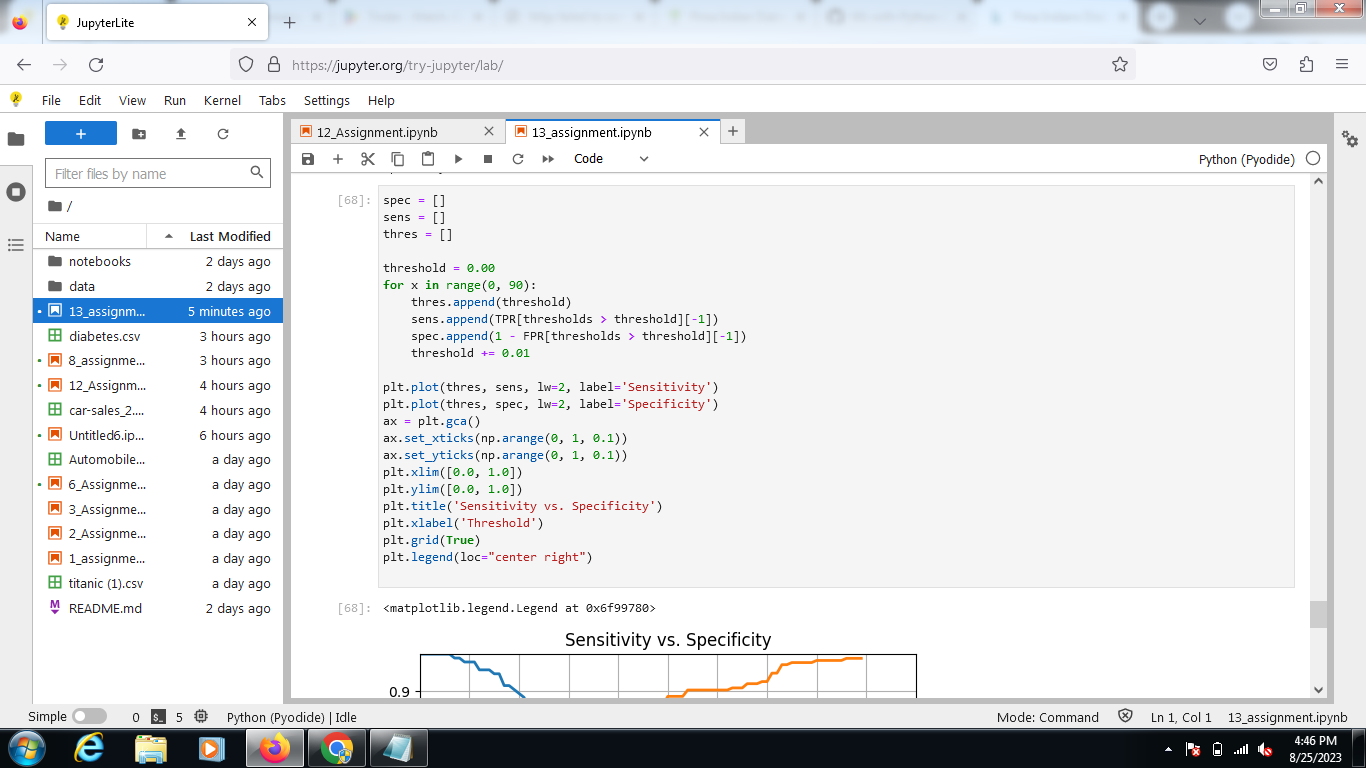 JupyterLite
https://jupyter.org/try-jupyter/lab/
File Edit View Run Kernel Tabs Settings Help
12_Assignment.ipynb
13_assignment.ipynb
Code
Python (Pyodide)
Filter files by name
/
Name Last Modified
notebooks 2 days ago
data 2 days ago
13_assignm... 5 minutes ago
diabetes.csv 3 hours ago
8_assignme... 3 hours ago
12_Assignm... 4 hours ago
car-sales_2.... 4 hours ago
Untitled6.ip... 6 hours ago
Automobile... a day ago
6_Assignme... a day ago
3_Assignme... a day ago
2_Assignme... a day ago
1_assignme... a day ago
titanic (1).csv a day ago
README.md 2 days ago
[68]:
spec = []
sens = []
thres = []
threshold = 0.00
for x in range(0, 90):
    thres.append(threshold)
    sens.append(TPR[thresholds > threshold][-1])
    spec.append(1 - FPR[thresholds > threshold][-1])
    threshold += 0.01
plt.plot(thres, sens, lw=2, label='Sensitivity')
plt.plot(thres, spec, lw=2, label='Specificity')
ax = plt.gca()
ax.set_xticks(np.arange(0, 1, 0.1))
ax.set_yticks(np.arange(0, 1, 0.1))
plt.xlim([0.0, 1.0])
plt.ylim([0.0, 1.0])
plt.title('Sensitivity vs. Specificity')
plt.xlabel('Threshold')
plt.grid(True)
plt.legend(loc="center right")
[68]: <matplotlib.legend.Legend at 0x6f99780>
Sensitivity vs. Specificity
0.9
Simple 0 $_ 5 Python (Pyodide) | Idle Mode: Command Ln 1, Col 1 13_assignment.ipynb
4:46 PM
8/25/2023